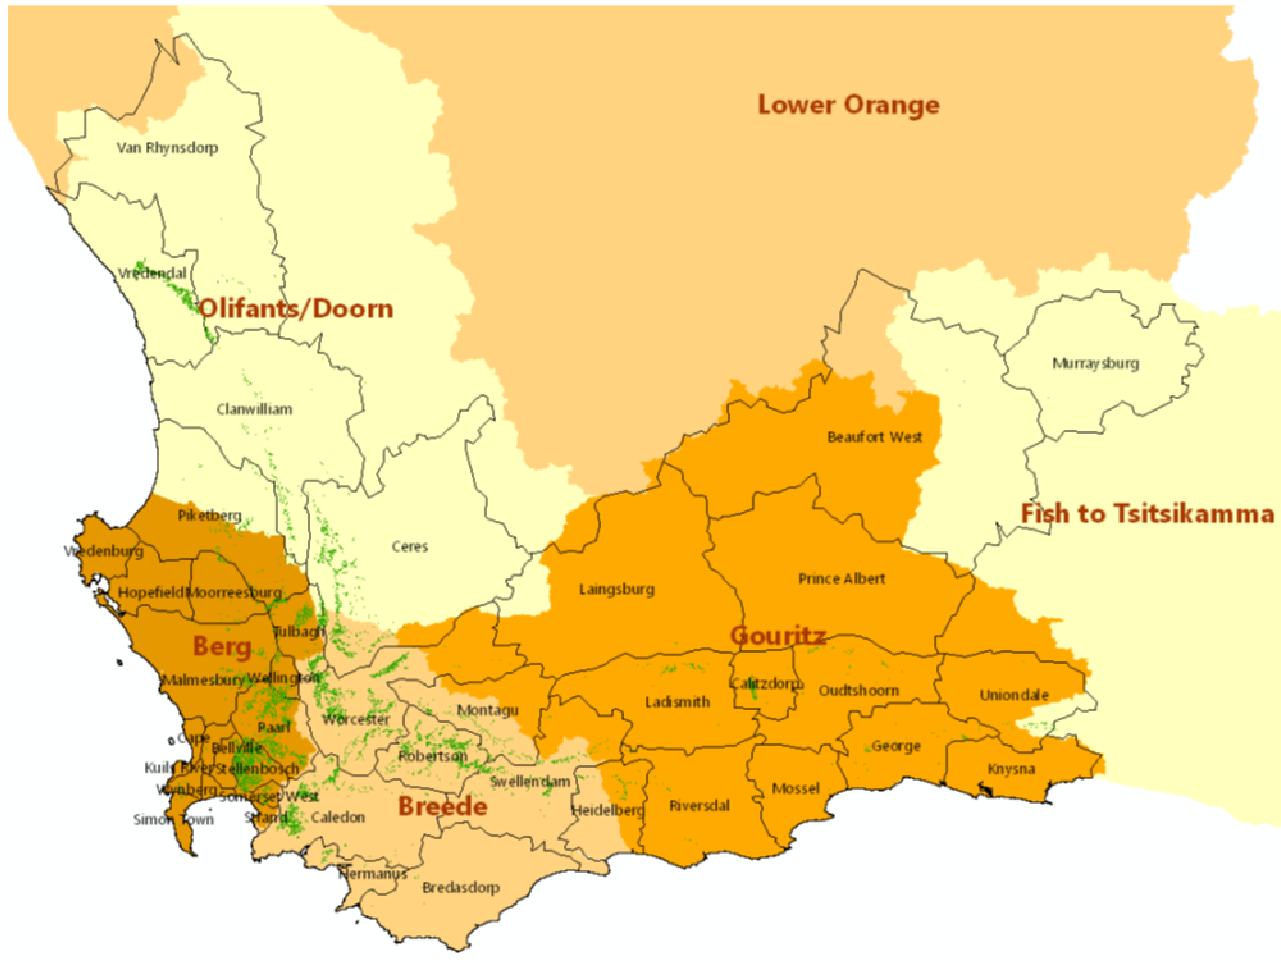 Lower Orange
Van Rhynsdorp
Vredendal
Olifants/Doorn
Murraysburg
Clanwilliam
Beaufort West
Piketberg
Fish to Tsitsikamma
Vredenburg
Ceres
Prince Albert
Hopefield
Moorreesburg
Laingsburg
Tulbagh
Gouritz
Berg
Malmesbury
Wellington
Calitzdorp
Oudtshoorn
Uniondale
Ladismith
Montagu
Worcester
Paarl
Cape
Bellville
George
Robertson
Kuils River
Stellenbosch
Knysna
Swellendam
Wynberg
Mossel
Somerset West
Breede
Riversdal
Heidelberg
Simon Town
Strand
Caledon
Hermanus
Bredasdorp